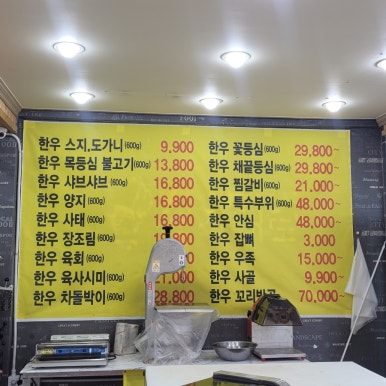 한우 스지,도가니(600g) 9,900
한우 목등심 불고기(600g) 13,800
한우 샤브샤브(600g) 16,800
한우 양지(600g) 16,800
한우 사태(600g) 16,800
한우 장조림(600g)
한우 육회(600g)
한우 육사시미(600g) 21,000
한우 차돌박이(600g) 28,800
한우 꽃등심(600g) 29,800~
한우 채끝등심(600g) 29,800~
한우 찜갈비(600g) 21,000~
한우 특수부위(600g) 48,000~
한우 안심(600g) 48,000~
한우 잡뼈 3,000
한우 우족 15,000~
한우 사골 9,900~
한우 꼬리반골 70,000~